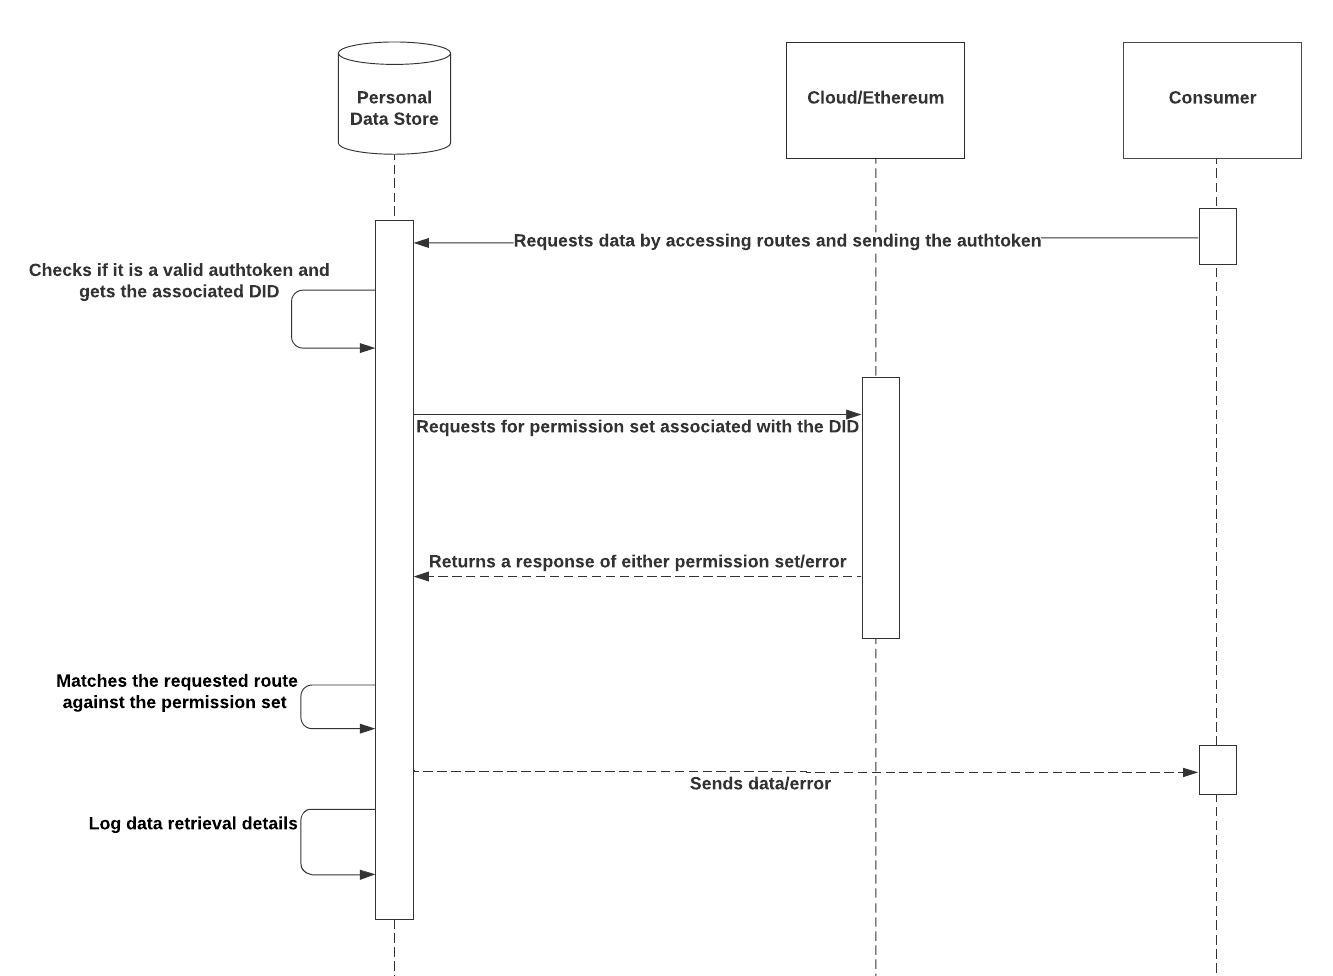 Personal
Data Store
Cloud/Ethereum
Consumer
Requests data by accessing routes and sending the authtoken
Checks if it is a valid authtoken and
gets the associated DID
Requests for permission set associated with the DID
Returns a response of either permission set/error
Matches the requested route
against the permission set
Sends data/error
Log data retrieval details